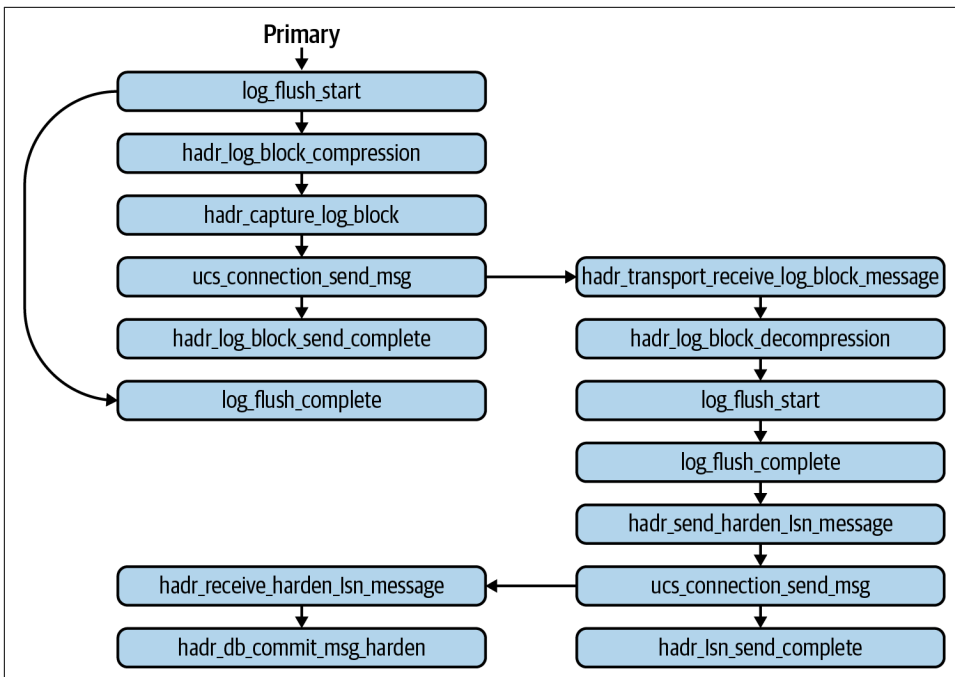 Primary
log_flush_start
hadr_log_block_compression
hadr_capture_log_block
ucs_connection_send_msg
hadr_log_block_send_complete
log_flush_complete
hadr_transport_receive_log_block_message
hadr_log_block_decompression
log_flush_start
log_flush_complete
hadr_send_harden_lsn_message
ucs_connection_send_msg
hadr_lsn_send_complete
hadr_receive_harden_lsn_message
hadr_db_commit_msg_harden